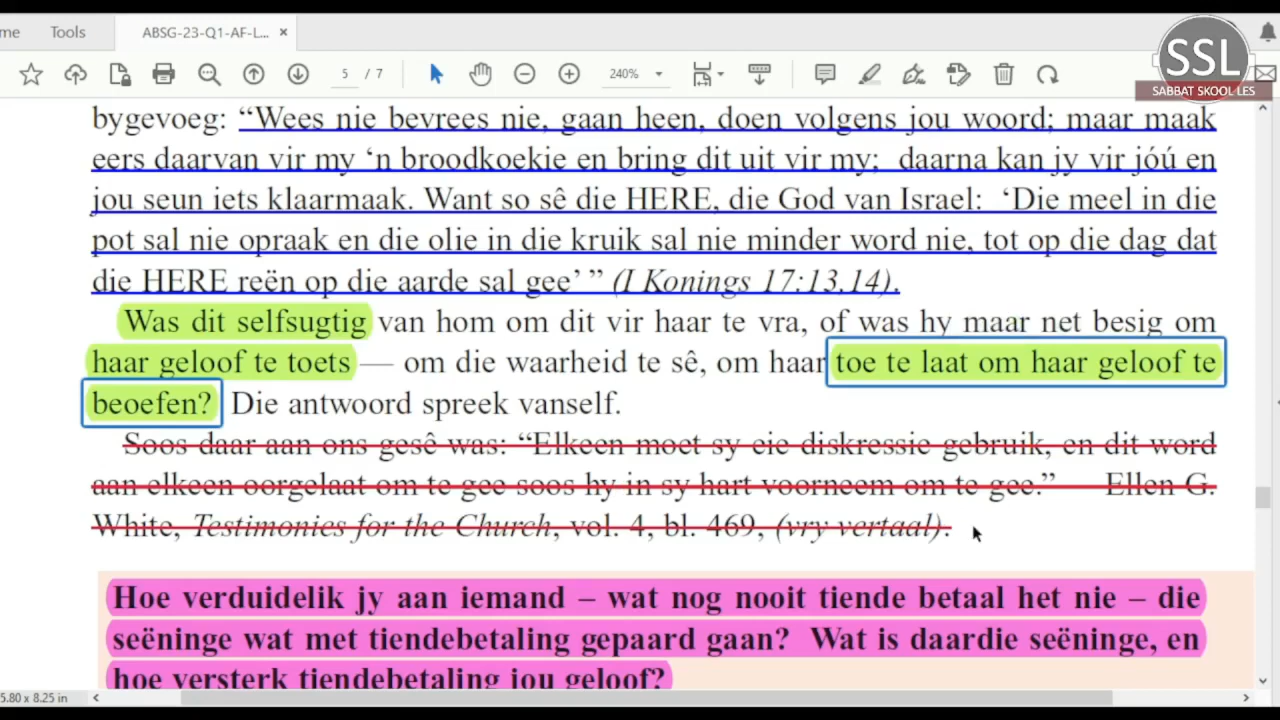 me Tools ABSG-23-Q1-AF-L... ×
SSL
SABBAT SKOOL LES
5 / 7 240%
bygevoeg: “Wees nie bevrees nie, gaan heen, doen volgens jou woord; maar maak
eers daarvan vir my ‘n broodkoekie en bring dit uit vir my; daarna kan jy vir jóú en
jou seun iets klaarmaak. Want so sê die HERE, die God van Israel: ‘Die meel in die
pot sal nie opraak en die olie in die kruik sal nie minder word nie, tot op die dag dat
die HERE reën op die aarde sal gee’ ” (I Konings 17:13,14).
Was dit selfsugtig van hom om dit vir haar te vra, of was hy maar net besig om
haar geloof te toets — om die waarheid te sê, om haar toe te laat om haar geloof te
beoefen? Die antwoord spreek vanself.
Soos daar aan ons gesê was: “Elkeen moet sy eie diskressie gebruik, en dit word
aan elkeen oorgelaat om te gee soos hy in sy hart voorneem om te gee.” Ellen G.
White, Testimonies for the Church, vol. 4, bl. 469, (vry vertaal).
Hoe verduidelik jy aan iemand – wat nog nooit tiende betaal het nie – die
seëninge wat met tiendebetaling gepaard gaan? Wat is daardie seëninge, en
hoe versterk tiendebetaling jou geloof?
5.80 x 8.25 in